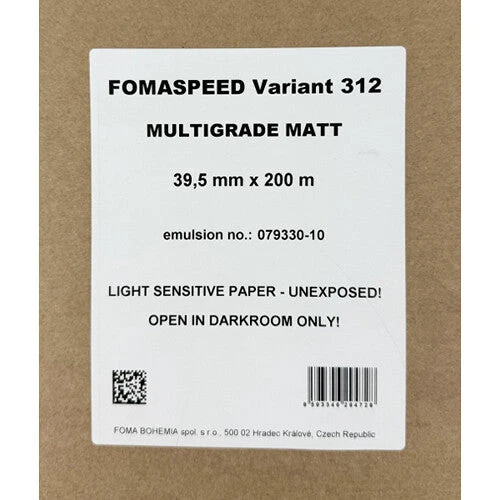 FOMASPEED Variant 312
MULTIGRADE MATT
39,5 mm x 200 m
emulsion no.: 079330-10
LIGHT SENSITIVE PAPER - UNEXPOSED!
OPEN IN DARKROOM ONLY!
FOMA BOHEMIA spol. s r.o., 500 02 Hradec Králové, Czech Republic